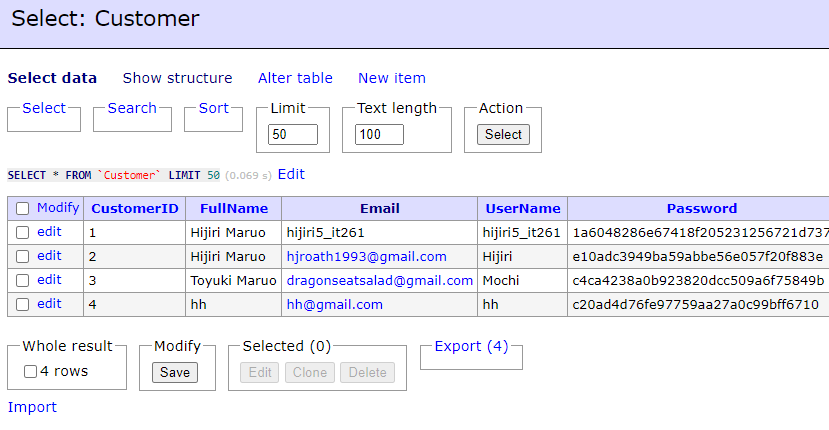 Select: Customer
Select data Show structure Alter table New item
Select Search Sort Limit Text length Action
50 100 Select
SELECT * FROM `Customer` LIMIT 50 (0.069 s) Edit
Modify CustomerID FullName Email UserName Password
edit 1 Hijiri Maruo hijiri5_it261 hijiri5_it261 1a6048286e67418f205231256721d737
edit 2 Hijiri Maruo hjroath1993@gmail.com Hijiri e10adc3949ba59abbe56e057f20f883e
edit 3 Toyuki Maruo dragonseatsalad@gmail.com Mochi c4ca4238a0b923820dcc509a6f75849b
edit 4 hh hh@gmail.com hh c20ad4d76fe97759aa27a0c99bff6710
Whole result Modify Selected (0) Export (4)
4 rows Save Edit Clone Delete
Import